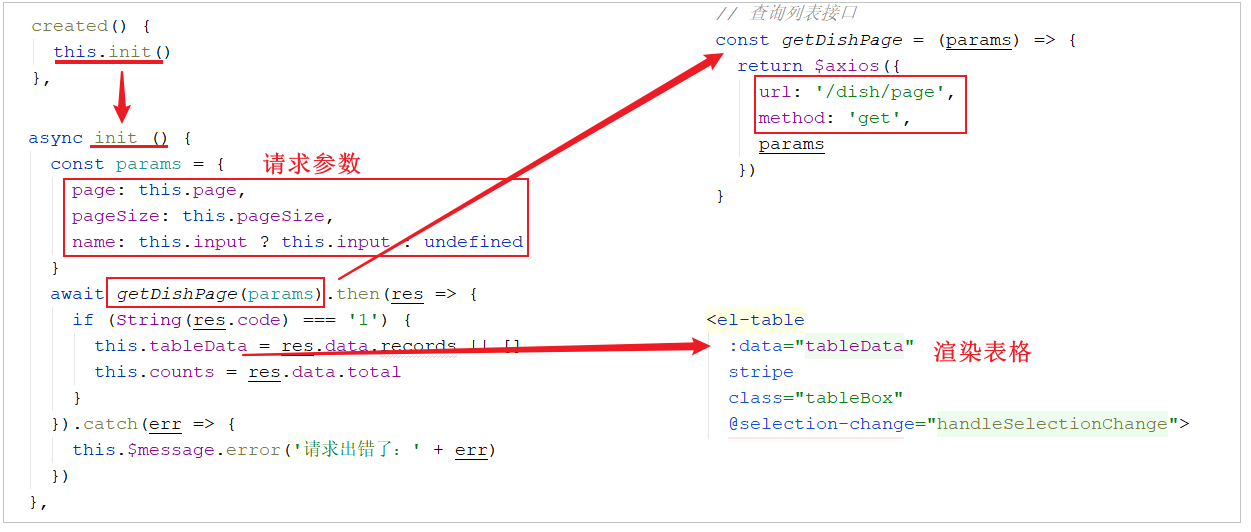 created() {
this.init()
},
async init () {
const params = {
请求参数
page: this.page,
pageSize: this.pageSize,
name: this.input ? this.input : undefined
}
await getDishPage(params).then(res => {
if (String(res.code) === '1') {
this.tableData = res.data.records || []
this.counts = res.data.total
}
}).catch(err => {
this.$message.error('请求出错了：' + err)
})
},
// 查询列表接口
const getDishPage = (params) => {
return $axios({
url: '/dish/page',
method: 'get',
params
})
}
<el-table
:data="tableData"
渲染表格
stripe
class="tableBox"
@selection-change="handleSelectionChange">